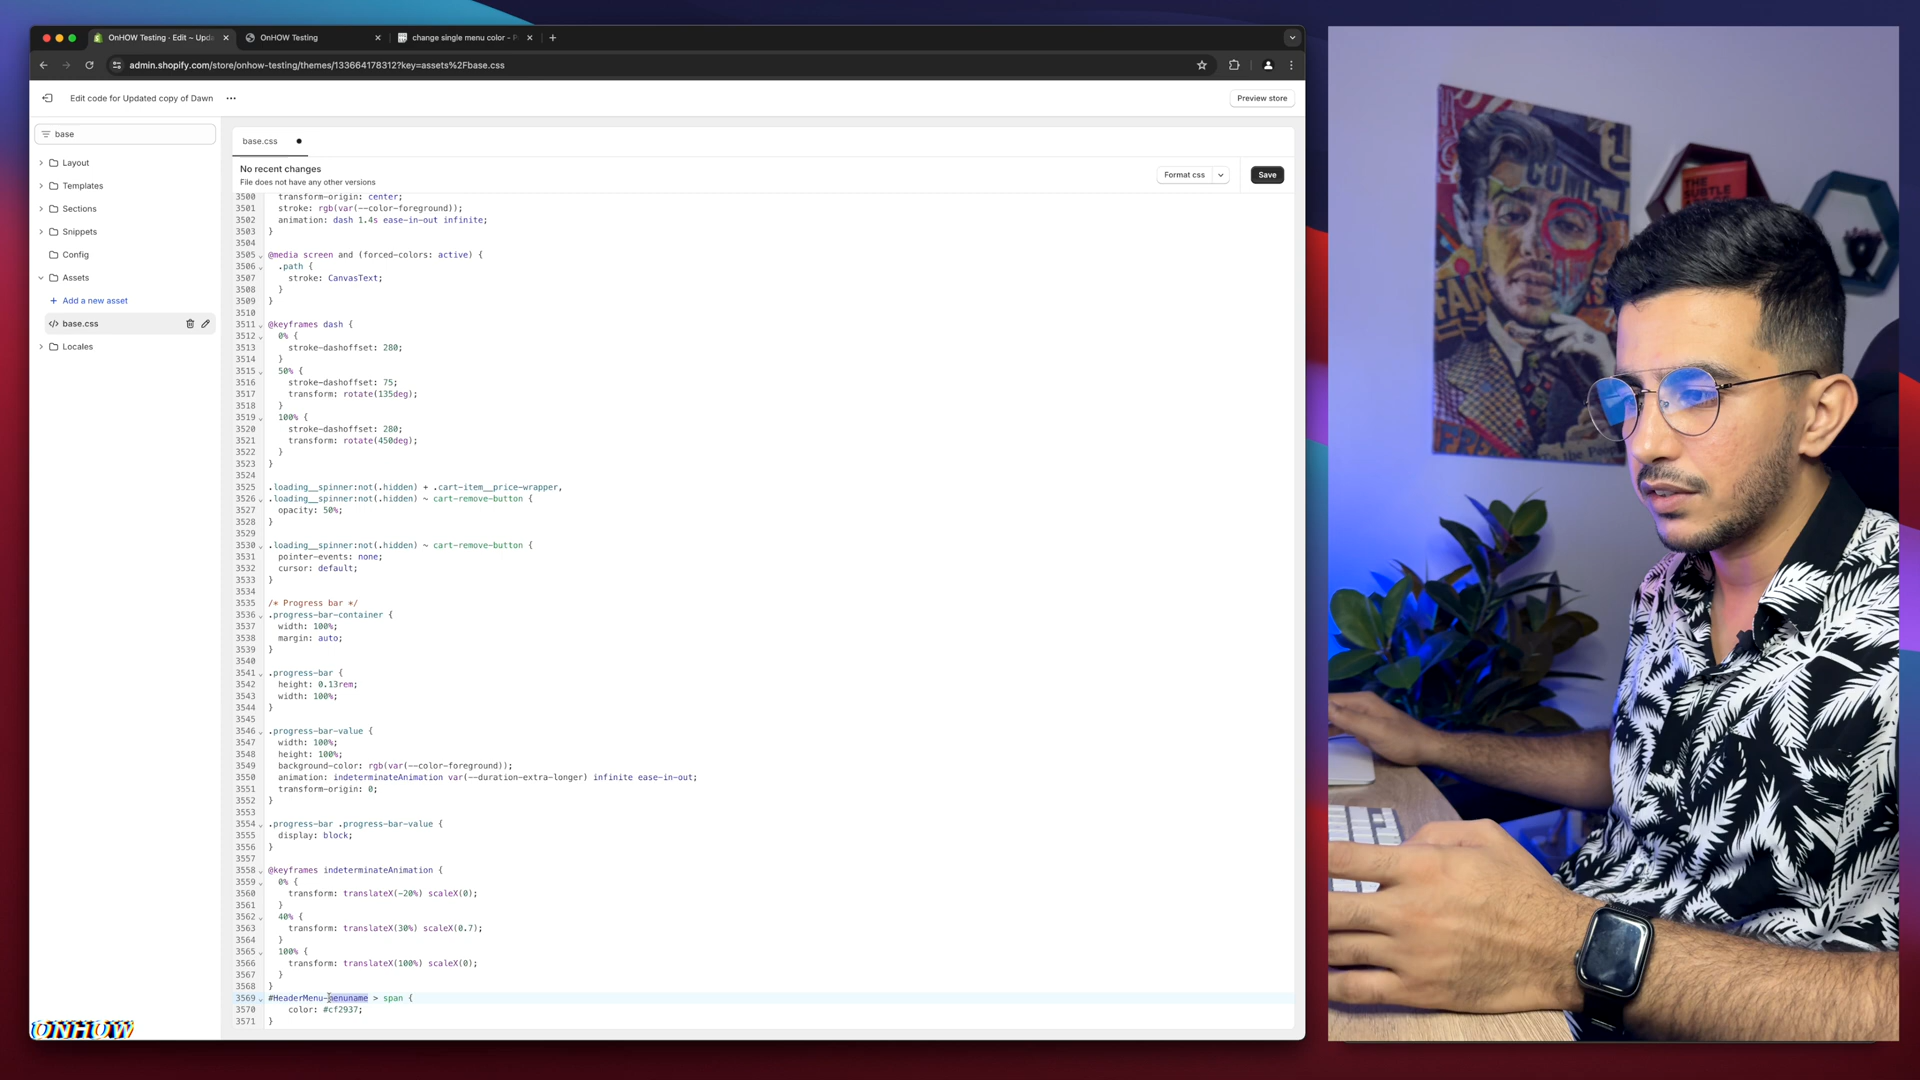 OnHOW Testing · Edit ~ Upda
OnHOW Testing
change single menu color - P
admin.shopify.com/store/onhow-testing/themes/133664178312?key=assets%2Fbase.css
Edit code for Updated copy of Dawn
Preview store
base
Layout
Templates
Sections
Snippets
Config
Assets
Add a new asset
base.css
Locales
base.css
No recent changes
File does not have any other versions
Format css
Save
3500 transform-origin: center;
3501 stroke: rgb(var(--color-foreground));
3502 animation: dash 1.4s ease-in-out infinite;
3503 }
3504
3505 @media screen and (forced-colors: active) {
3506 .path {
3507 stroke: CanvasText;
3508 }
3509 }
3510
3511 @keyframes dash {
3512 0% {
3513 stroke-dashoffset: 280;
3514 }
3515 50% {
3516 stroke-dashoffset: 75;
3517 transform: rotate(135deg);
3518 }
3519 100% {
3520 stroke-dashoffset: 280;
3521 transform: rotate(450deg);
3522 }
3523 }
3524
3525 .loading__spinner:not(.hidden) + .cart-item__price-wrapper,
3526 .loading__spinner:not(.hidden) ~ cart-remove-button {
3527 opacity: 50%;
3528 }
3529
3530 .loading__spinner:not(.hidden) ~ cart-remove-button {
3531 pointer-events: none;
3532 cursor: default;
3533 }
3534
3535 /* Progress bar */
3536 .progress-bar-container {
3537 width: 100%;
3538 margin: auto;
3539 }
3540
3541 .progress-bar {
3542 height: 0.13rem;
3543 width: 100%;
3544 }
3545
3546 .progress-bar-value {
3547 width: 100%;
3548 height: 100%;
3549 background-color: rgb(var(--color-foreground));
3550 animation: indeterminateAnimation var(--duration-extra-longer) infinite ease-in-out;
3551 transform-origin: 0;
3552 }
3553
3554 .progress-bar .progress-bar-value {
3555 display: block;
3556 }
3557
3558 @keyframes indeterminateAnimation {
3559 0% {
3560 transform: translateX(-20%) scaleX(0);
3561 }
3562 40% {
3563 transform: translateX(30%) scaleX(0.7);
3564 }
3565 100% {
3566 transform: translateX(100%) scaleX(0);
3567 }
3568 }
3569 #HeaderMenu-menuname > span {
3570 color: #cf2937;
3571 }
ONHOW
COME
THE
SUBTLE